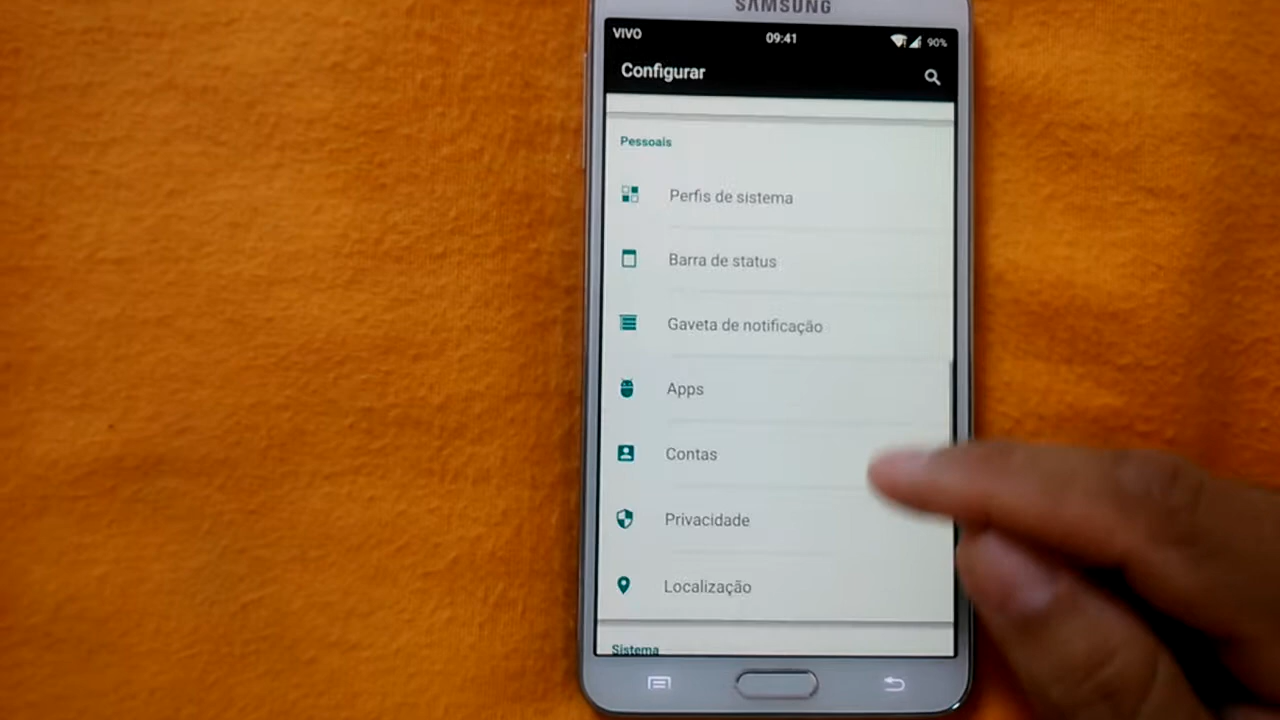 SAMSUNG
VIVO 09:41 90%
Configurar
Pessoais
Perfis de sistema
Barra de status
Gaveta de notificação
Apps
Contas
Privacidade
Localização
Sistema